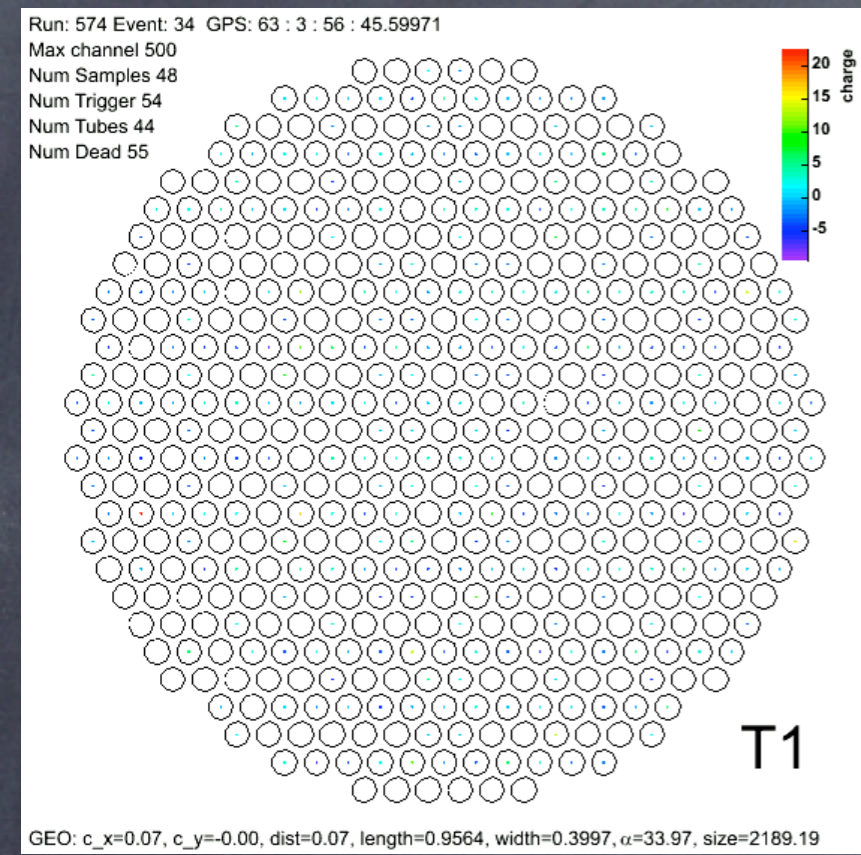 Run: 574 Event: 34 GPS: 63 : 3 : 56 : 45.59971
Max channel 500
Num Samples 48
Num Trigger 54
Num Tubes 44
Num Dead 55
20
15
10
5
0
-5
charge
T1
GEO: c_x=0.07, c_y=-0.00, dist=0.07, length=0.9564, width=0.3997, α=33.97, size=2189.19